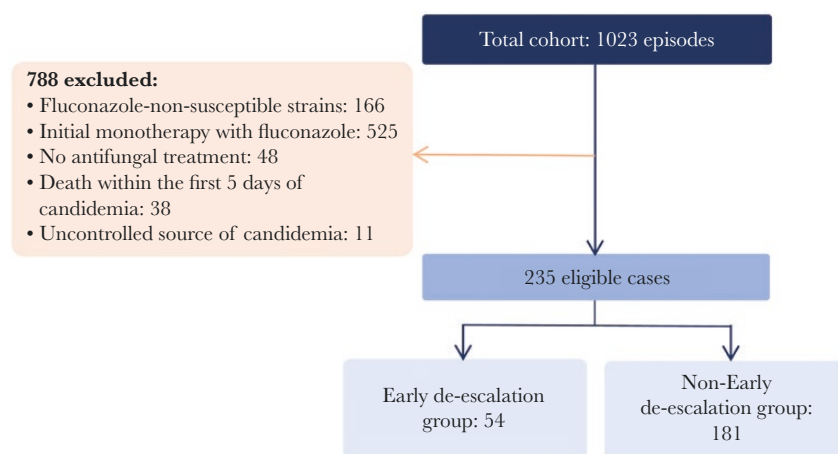 Total cohort: 1023 episodes
788 excluded:
• Fluconazole-non-susceptible strains: 166
• Initial monotherapy with fluconazole: 525
• No antifungal treatment: 48
• Death within the first 5 days of
candidemia: 38
• Uncontrolled source of candidemia: 11
235 eligible cases
Early de-escalation
group: 54
Non-Early
de-escalation group:
181